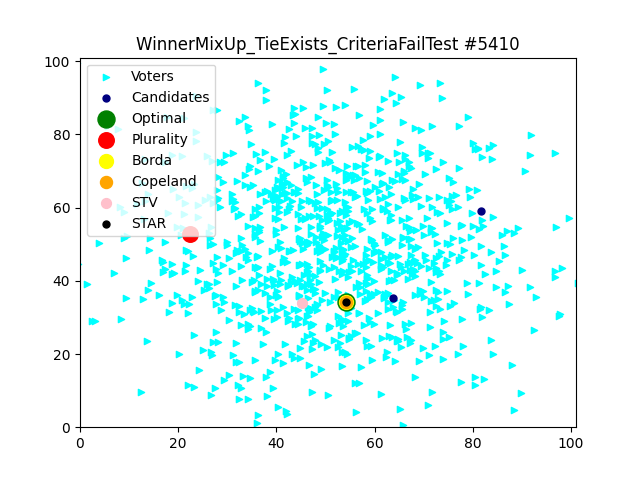 WinnerMixUp_TieExists_CriteriaFailTest #5410
100
80
60
40
20
0
0 20 40 60 80 100
Voters
Candidates
Optimal
Plurality
Borda
Copeland
STV
STAR